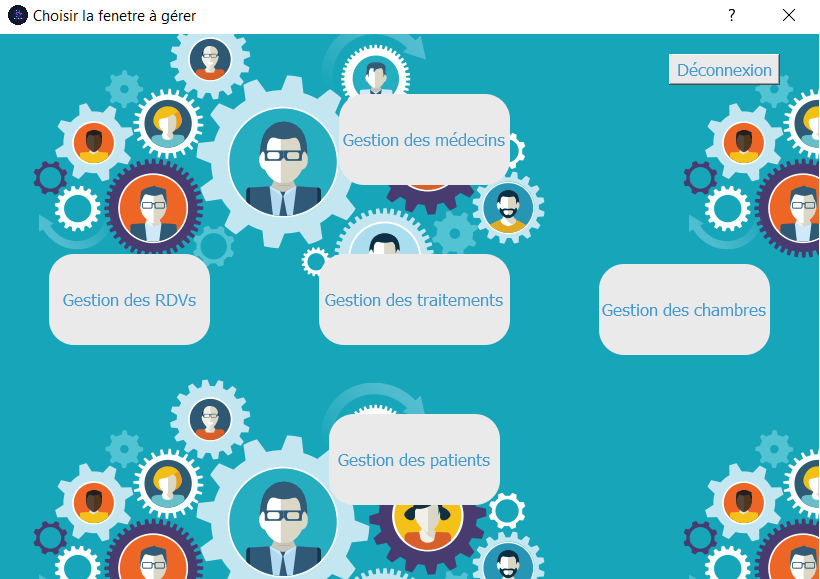 Choisir la fenetre à gérer
?
Déconnexion
Gestion des médecins
Gestion des RDVs
Gestion des traitements
Gestion des chambres
Gestion des patients